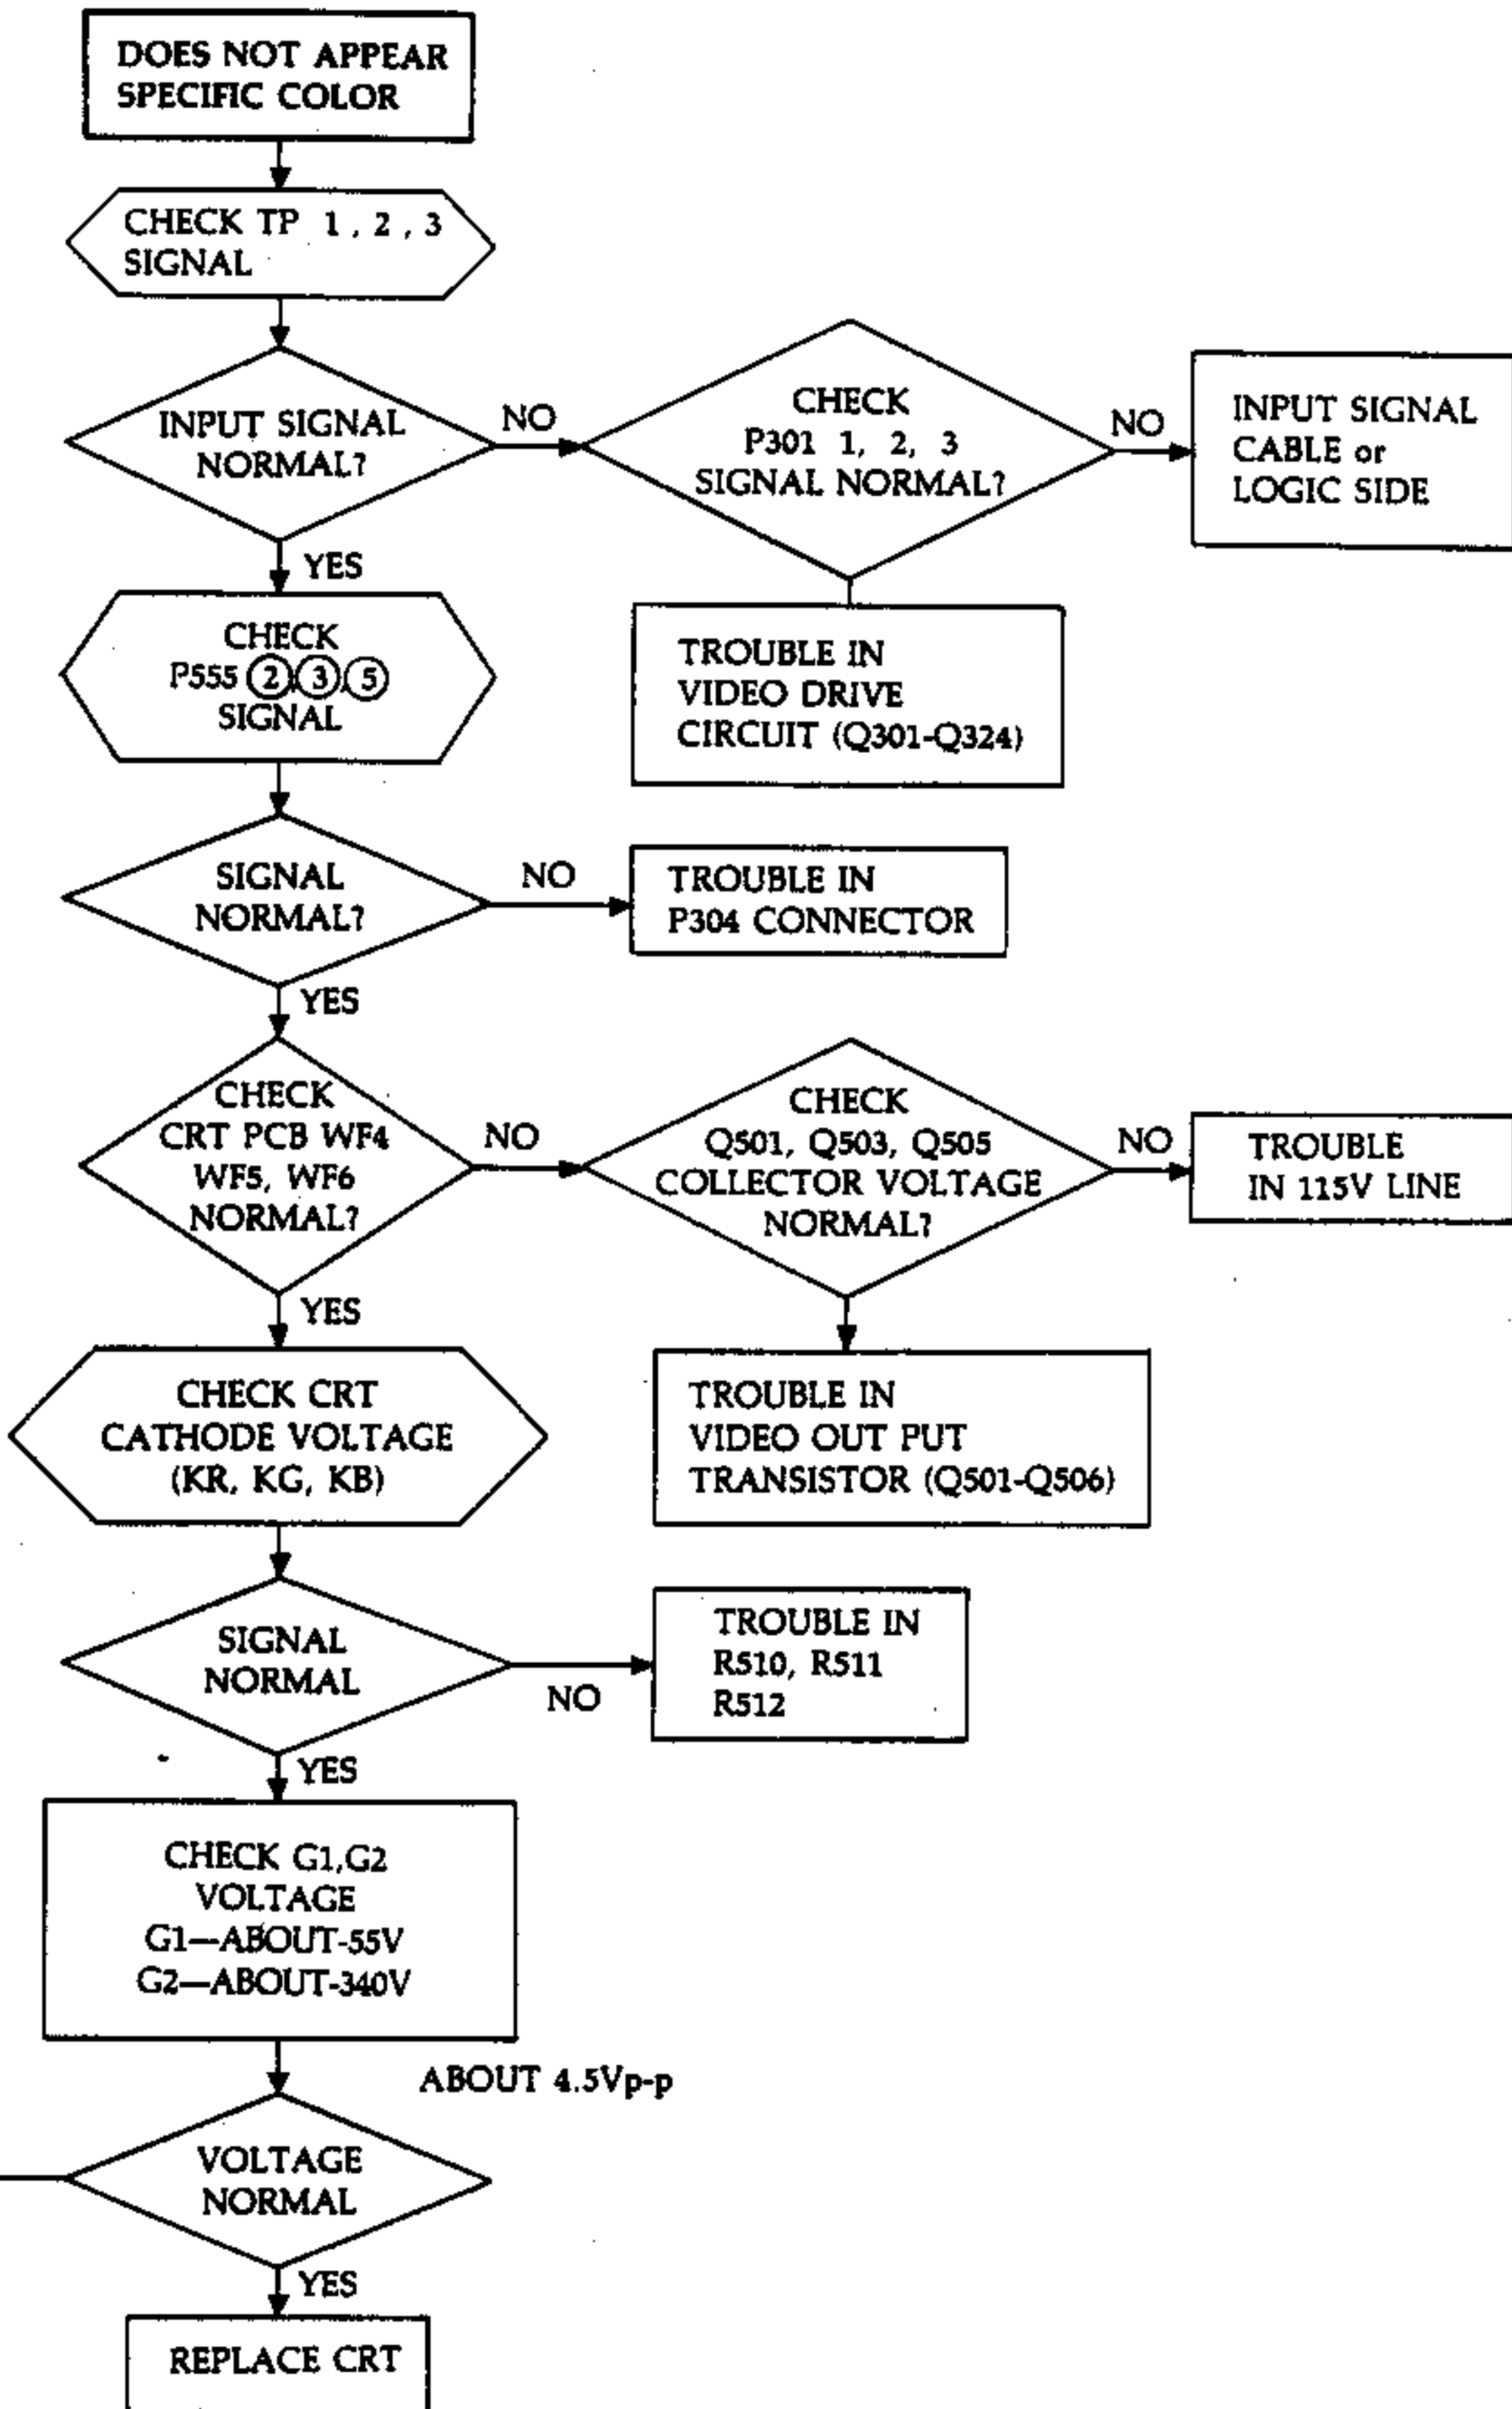 DOES NOT APPEAR
SPECIFIC COLOR
CHECK TP 1 , 2 , 3
SIGNAL
INPUT SIGNAL
NORMAL?
NO
CHECK
P301 1, 2, 3
SIGNAL NORMAL?
NO
INPUT SIGNAL
CABLE or
LOGIC SIDE
YES
CHECK
P555 2, 3, 5
SIGNAL
TROUBLE IN
VIDEO DRIVE
CIRCUIT (Q301-Q324)
SIGNAL
NORMAL?
NO
TROUBLE IN
P304 CONNECTOR
YES
CHECK
CRT PCB WF4
WF5, WF6
NORMAL?
NO
CHECK
Q501, Q503, Q505
COLLECTOR VOLTAGE
NORMAL?
NO
TROUBLE
IN 115V LINE
YES
CHECK CRT
CATHODE VOLTAGE
(KR, KG, KB)
TROUBLE IN
VIDEO OUT PUT
TRANSISTOR (Q501-Q506)
SIGNAL
NORMAL
NO
TROUBLE IN
R510, R511
R512
YES
CHECK G1,G2
VOLTAGE
G1—ABOUT-55V
G2—ABOUT-340V
ABOUT 4.5Vp-p
VOLTAGE
NORMAL
YES
REPLACE CRT